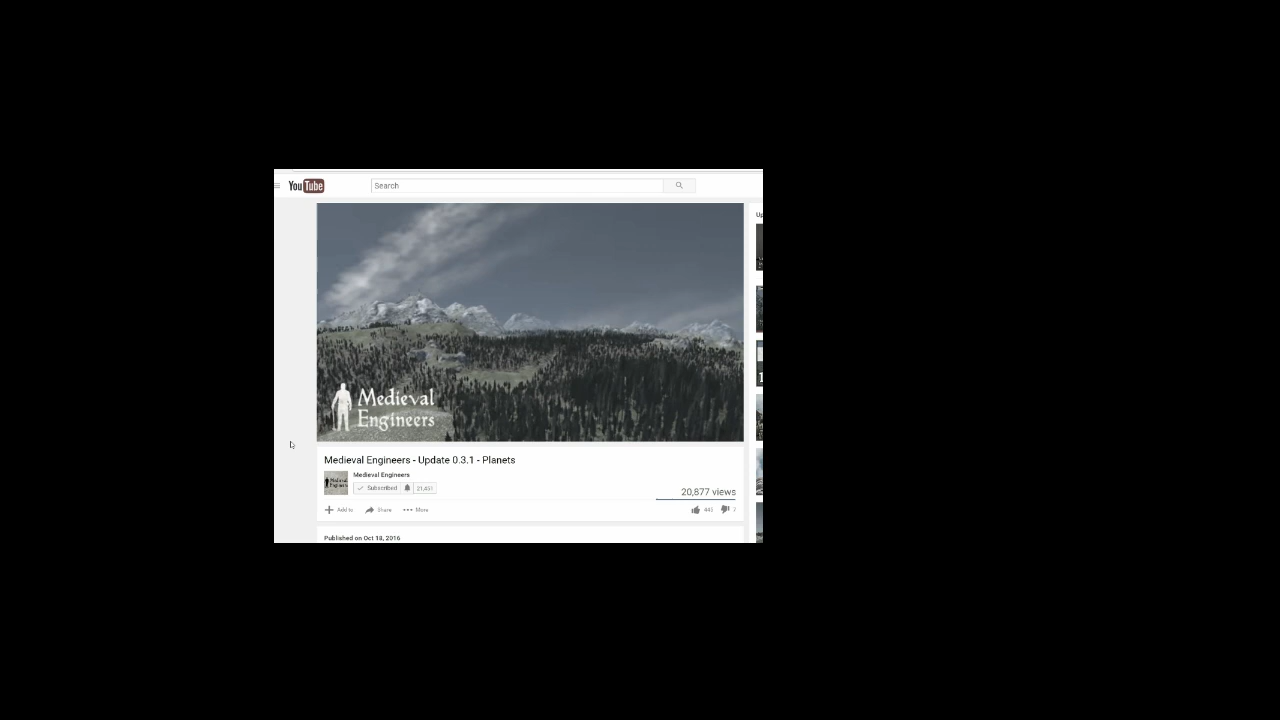 YouTube
Search
Up
Medieval
Engineers
Medieval Engineers - Update 0.3.1 - Planets
Medieval Engineers
Subscribed 21,451
20,877 views
Add to Share More
Published on Oct 18, 2016